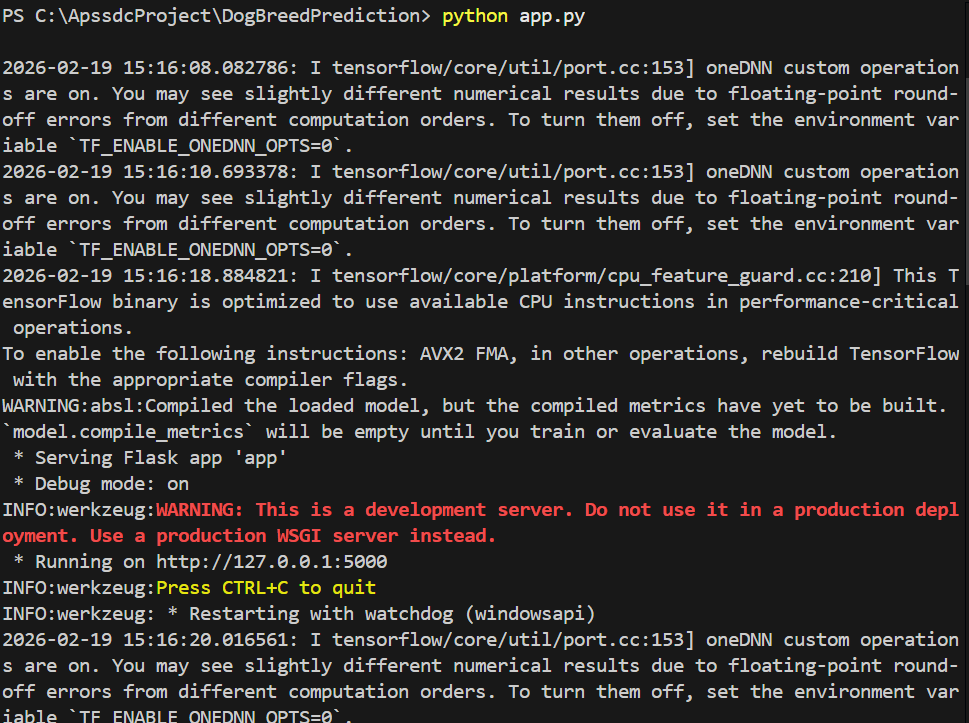 PS C:\ApssdcProject\DogBreedPrediction> python app.py
2026-02-19 15:16:08.082786: I tensorflow/core/util/port.cc:153] oneDNN custom operation
s are on. You may see slightly different numerical results due to floating-point round-
off errors from different computation orders. To turn them off, set the environment var
iable `TF_ENABLE_ONEDNN_OPTS=0`.
2026-02-19 15:16:10.693378: I tensorflow/core/util/port.cc:153] oneDNN custom operation
s are on. You may see slightly different numerical results due to floating-point round-
off errors from different computation orders. To turn them off, set the environment var
iable `TF_ENABLE_ONEDNN_OPTS=0`.
2026-02-19 15:16:18.884821: I tensorflow/core/platform/cpu_feature_guard.cc:210] This T
ensorFlow binary is optimized to use available CPU instructions in performance-critical
 operations.
To enable the following instructions: AVX2 FMA, in other operations, rebuild TensorFlow
 with the appropriate compiler flags.
WARNING:absl:Compiled the loaded model, but the compiled metrics have yet to be built.
`model.compile_metrics` will be empty until you train or evaluate the model.
 * Serving Flask app 'app'
 * Debug mode: on
INFO:werkzeug:WARNING: This is a development server. Do not use it in a production depl
oyment. Use a production WSGI server instead.
 * Running on http://127.0.0.1:5000
INFO:werkzeug:Press CTRL+C to quit
INFO:werkzeug: * Restarting with watchdog (windowsapi)
2026-02-19 15:16:20.016561: I tensorflow/core/util/port.cc:153] oneDNN custom operation
s are on. You may see slightly different numerical results due to floating-point round-
off errors from different computation orders. To turn them off, set the environment var
iable `TF_ENABLE_ONEDNN_OPTS=0`.